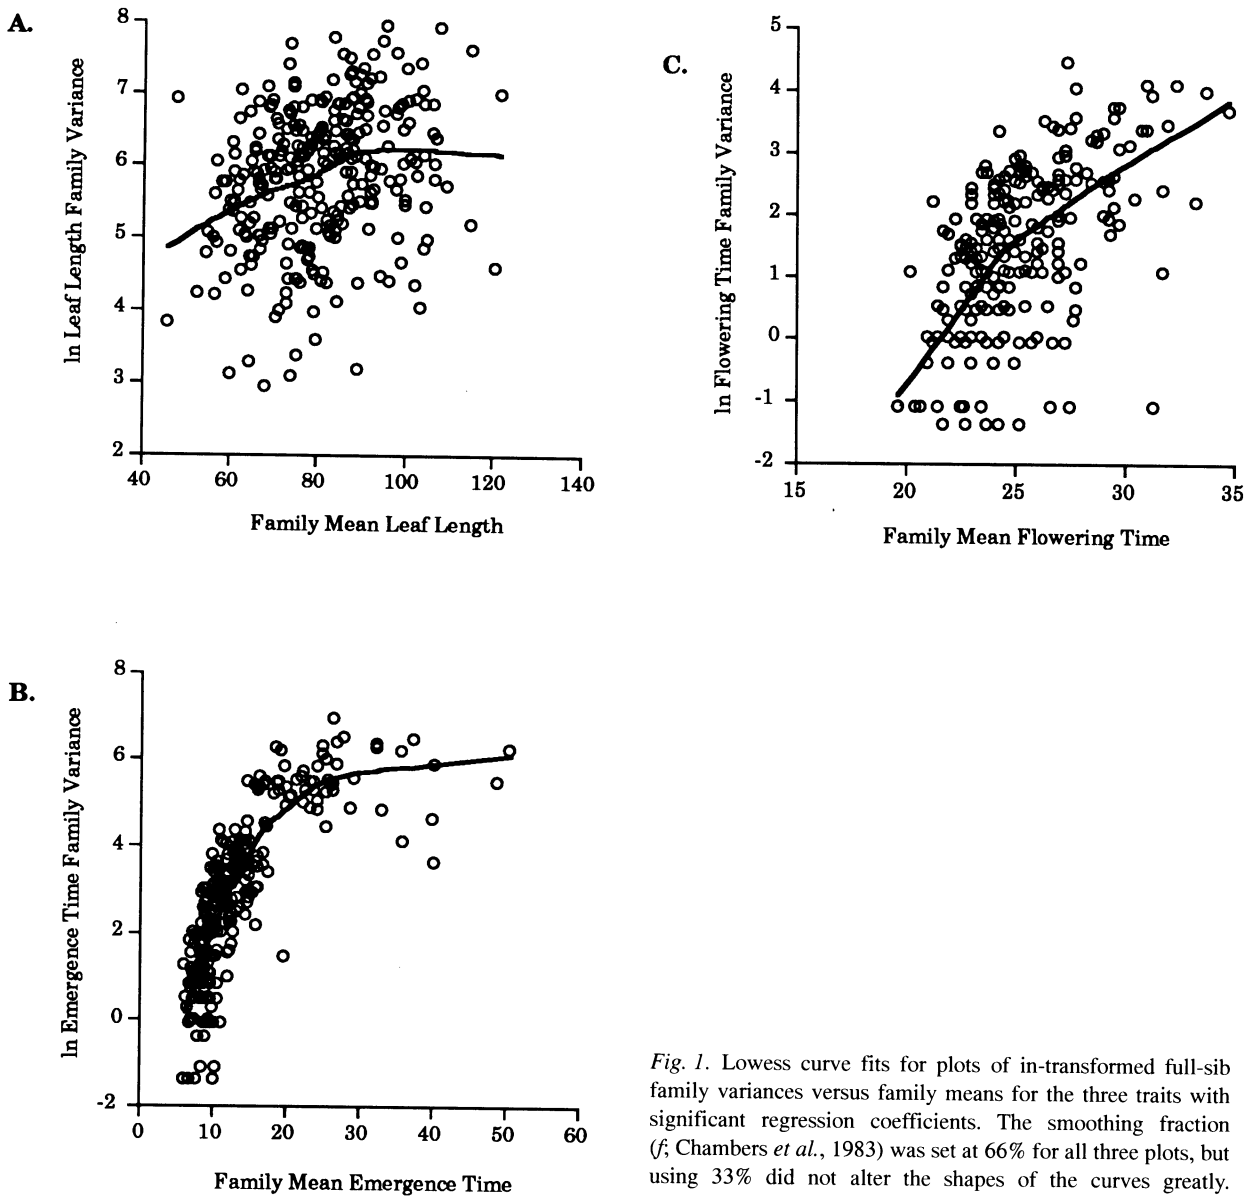 A.
8
7
6
5
4
3
2
ln Leaf Length Family Variance
40 60 80 100 120 140
Family Mean Leaf Length
C.
5
4
3
2
1
0
-1
-2
ln Flowering Time Family Variance
15 20 25 30 35
Family Mean Flowering Time
B.
8
6
4
2
0
-2
ln Emergence Time Family Variance
0 10 20 30 40 50 60
Family Mean Emergence Time
Fig. 1. Lowess curve fits for plots of in-transformed full-sib
family variances versus family means for the three traits with
significant regression coefficients. The smoothing fraction
(f; Chambers et al., 1983) was set at 66% for all three plots, but
using 33% did not alter the shapes of the curves greatly.